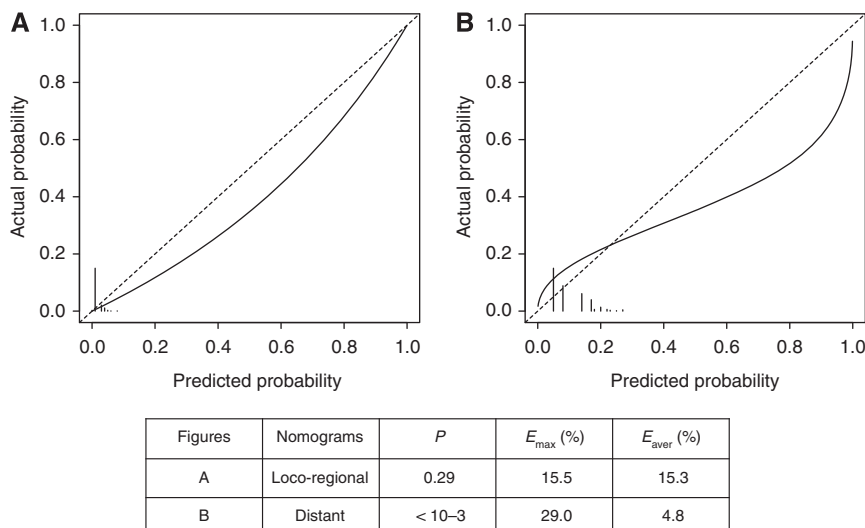 A
1.0
0.8
0.6
0.4
0.2
0.0
Actual probability
0.0 0.2 0.4 0.6 0.8 1.0
Predicted probability
B
1.0
0.8
0.6
0.4
0.2
0.0
Actual probability
0.0 0.2 0.4 0.6 0.8 1.0
Predicted probability
Figures Nomograms P Emax (%) Eaver (%)
A Loco-regional 0.29 15.5 15.3
B Distant < 10–3 29.0 4.8